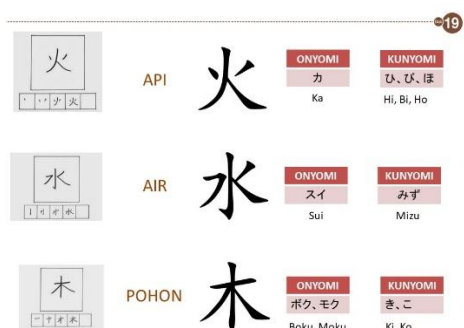 19
火
API
火
ONYOMI
カ
Ka
KUNYOMI
ひ、び、ほ
Hi, Bi, Ho
水
AIR
水
ONYOMI
スイ
Sui
KUNYOMI
みず
Mizu
木
POHON
木
ONYOMI
ボク、モク
Boku, Moku
KUNYOMI
き、こ
Ki, Ko